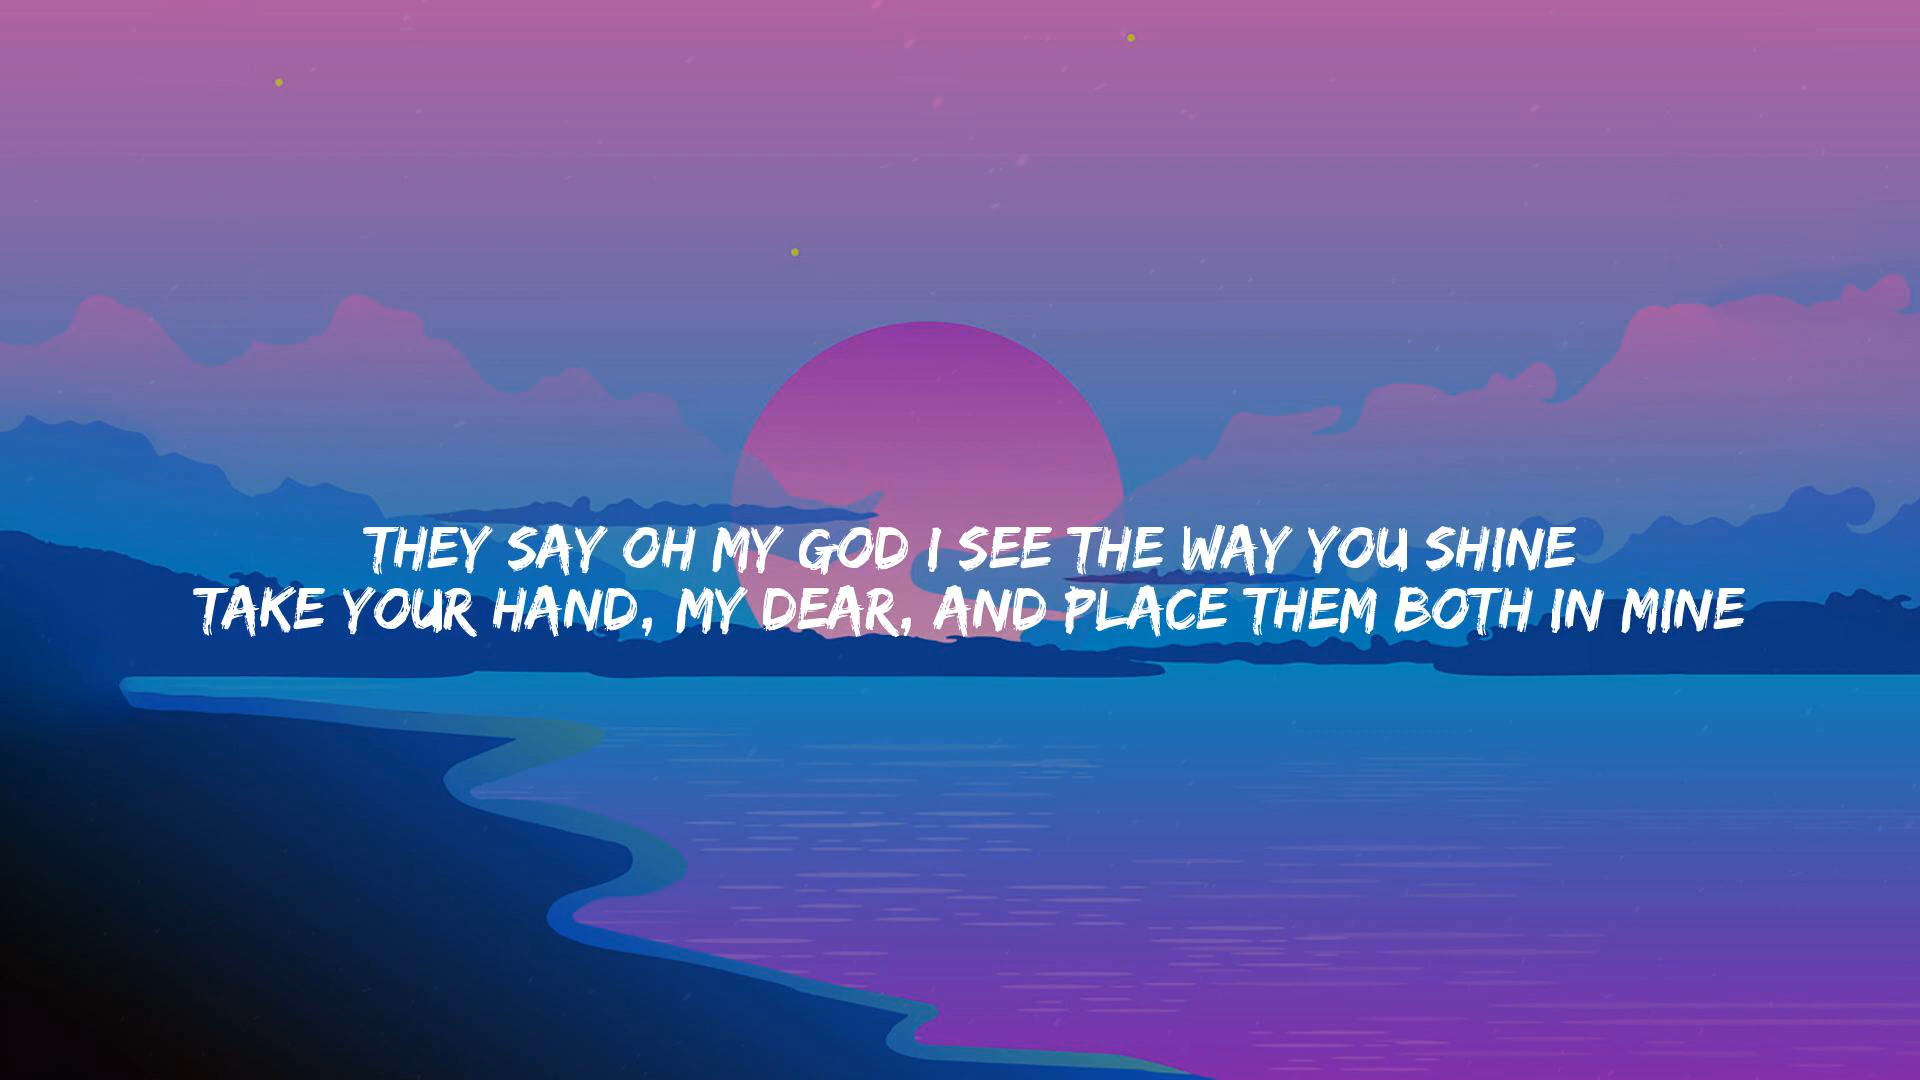 THEY SAY OH MY GOD I SEE THE WAY YOU SHINE
TAKE YOUR HAND, MY DEAR, AND PLACE THEM BOTH IN MINE